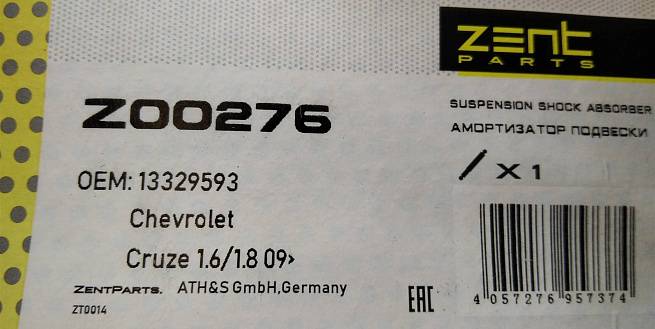 zent
PARTS
Z00276
SUSPENSION SHOCK ABSORBER
АМОРТИЗАТОР ПОДВЕСКИ
X 1
OEM: 13329593
Chevrolet
Cruze 1.6/1.8 09>
ZENTPARTS. ATH&S GmbH,Germany
ZT0014
EAC
4 057276 957374